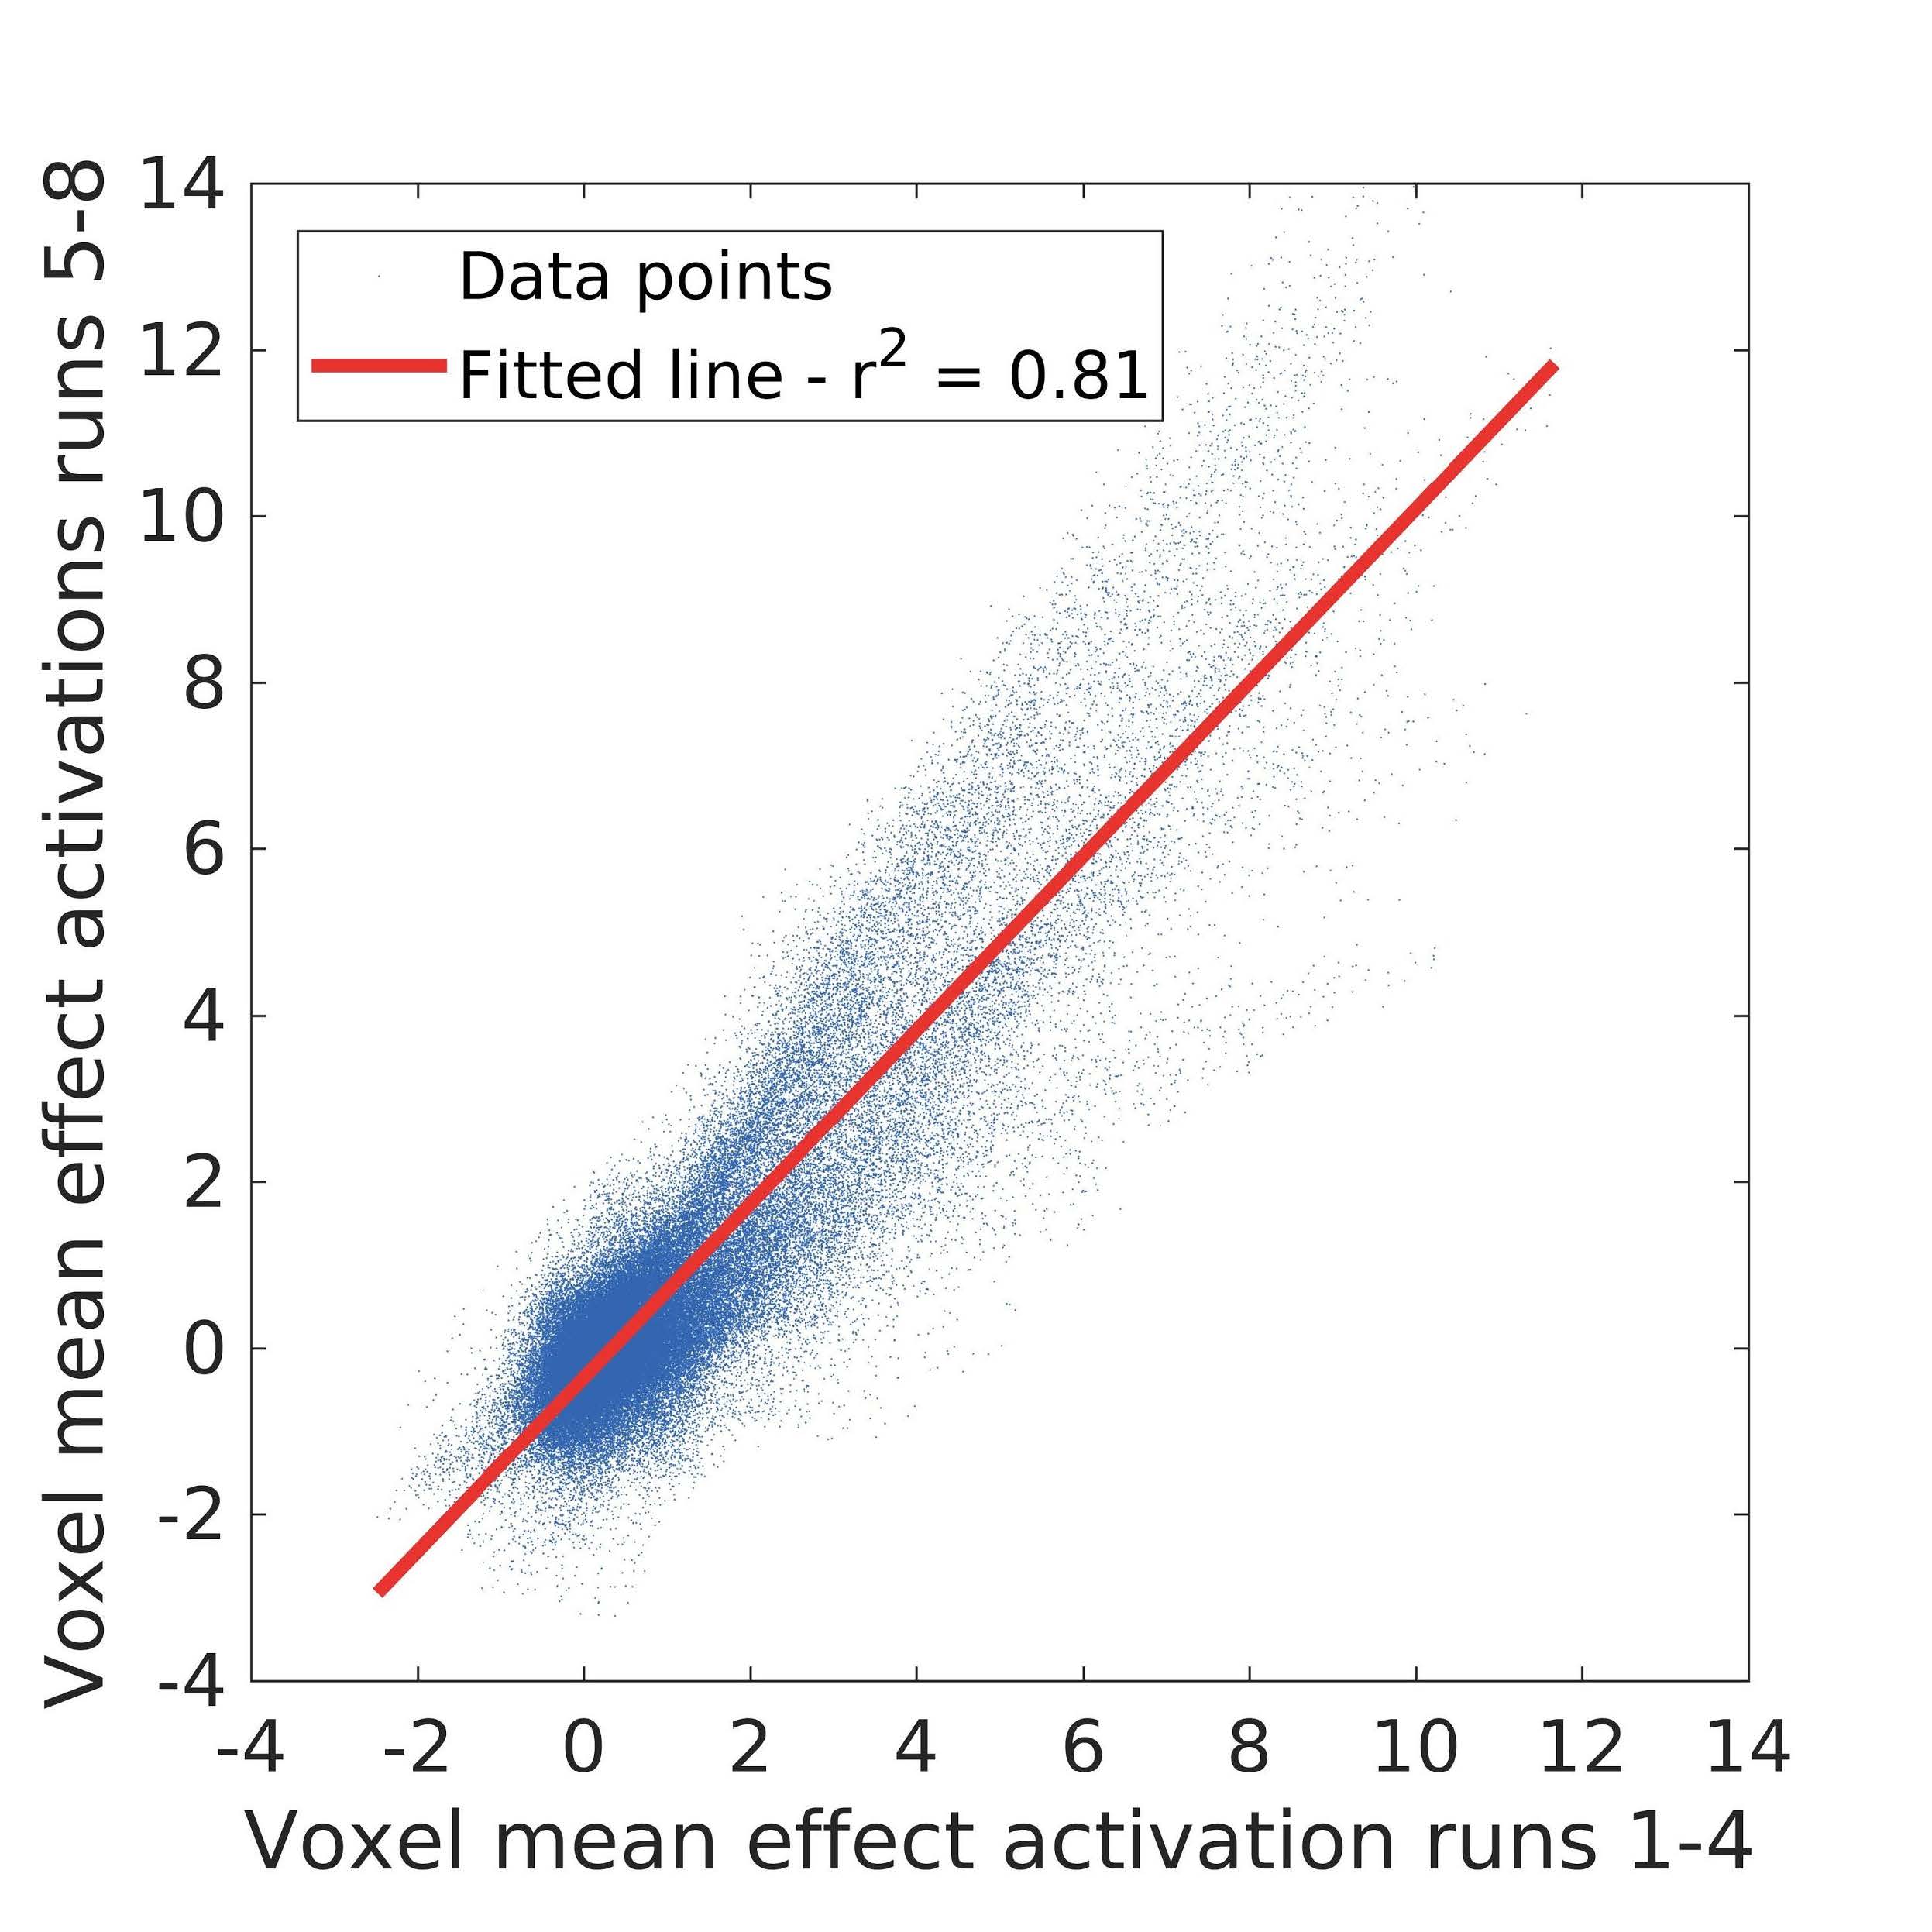 Voxel mean effect activations runs 5-8
14
12
10
8
6
4
2
0
-2
-4
Data points
Fitted line - r² = 0.81
-4 -2 0 2 4 6 8 10 12 14
Voxel mean effect activation runs 1-4